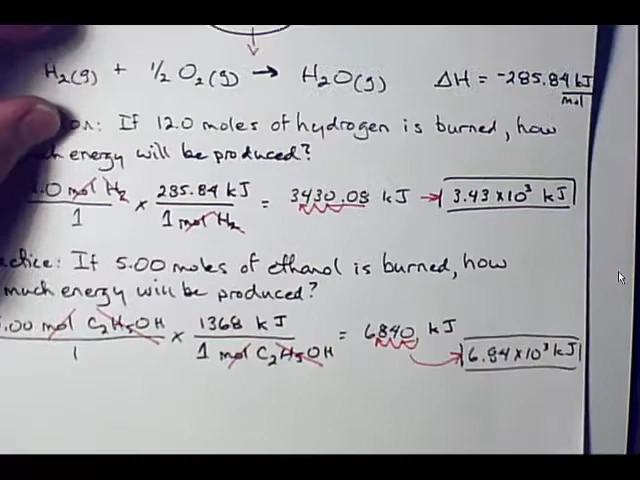 H₂(g) + ½ O₂(g) → H₂O(g) ΔH = -285.84 kJ/mol
If 12.0 moles of hydrogen is burned, how
much energy will be produced?
.0 mol H₂/1 × 285.84 kJ/1 mol H₂ = 3430.08 kJ → 3.43 × 10³ kJ
If 5.00 moles of ethanol is burned, how
much energy will be produced?
.00 mol C₂H₅OH/1 × 1368 kJ/1 mol C₂H₅OH = 6840 kJ → 6.84 × 10³ kJ